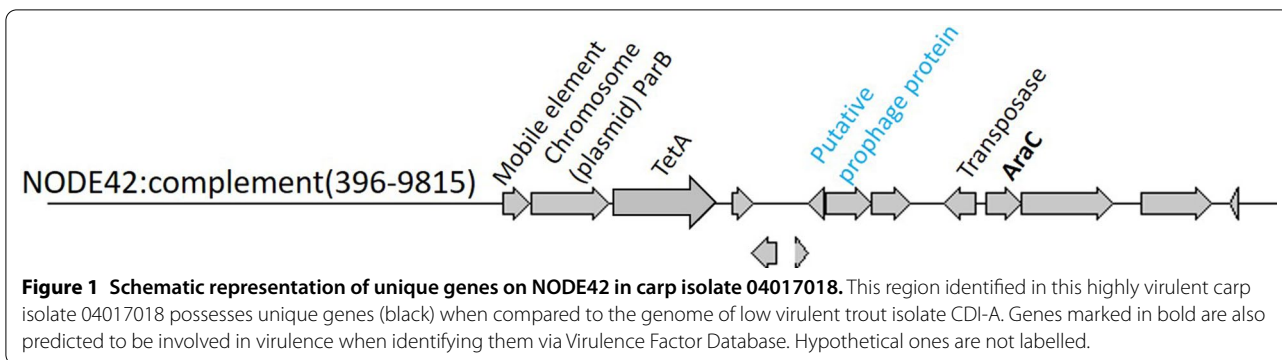 Mobile element
Chromosome
(plasmid) ParB
TetA
Putative
prophage protein
Transposase
AraC
NODE42:complement(396-9815)
Figure 1 Schematic representation of unique genes on NODE42 in carp isolate 04017018. This region identified in this highly virulent carp
isolate 04017018 possesses unique genes (black) when compared to the genome of low virulent trout isolate CDI-A. Genes marked in bold are also
predicted to be involved in virulence when identifying them via Virulence Factor Database. Hypothetical ones are not labelled.